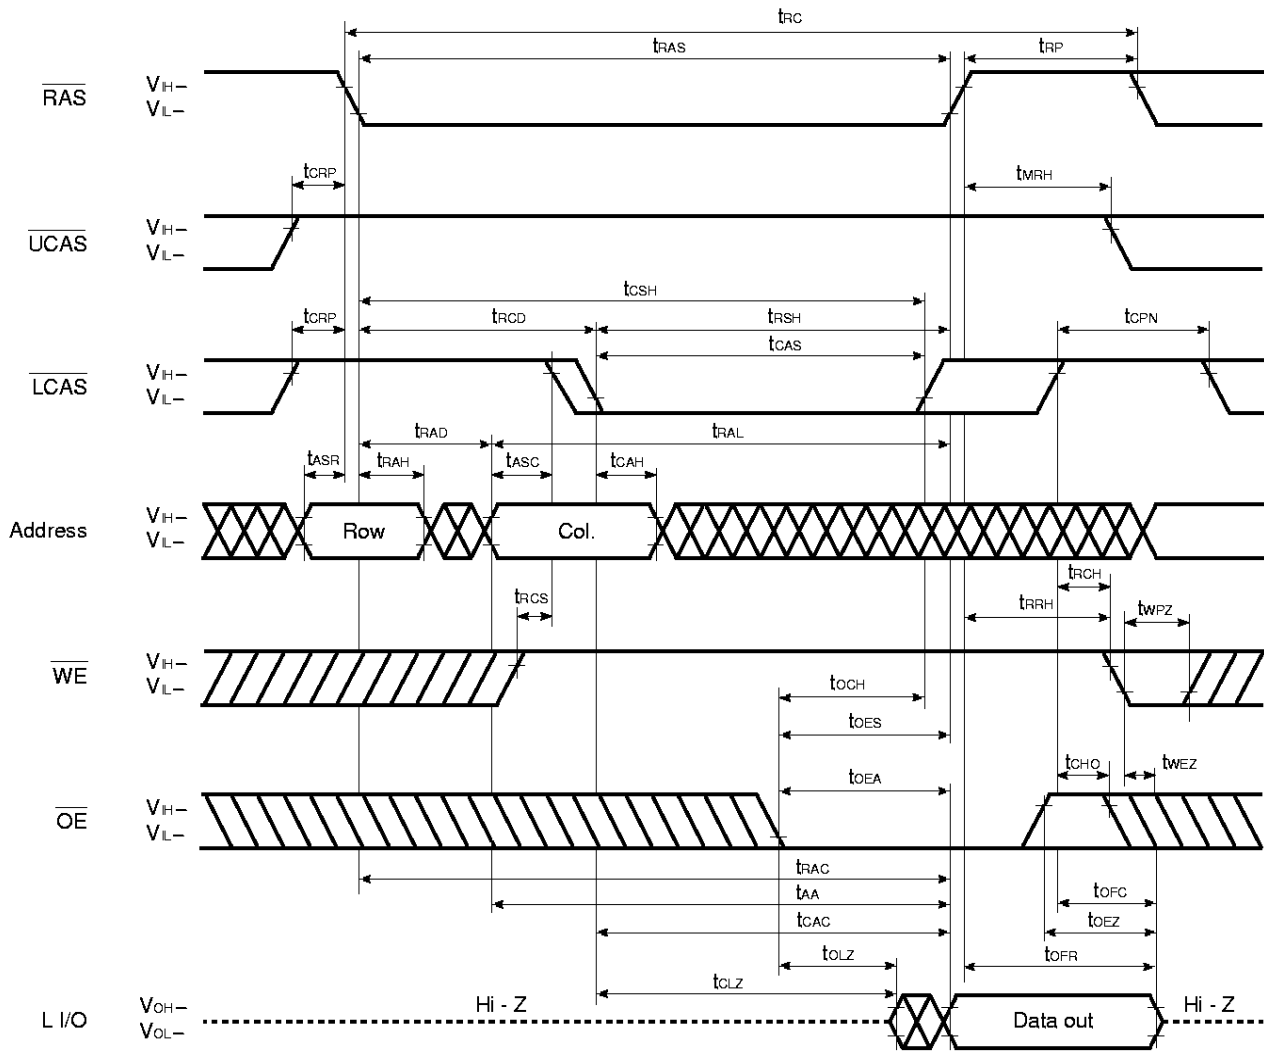 tRC
tRAS
tRP
RAS
VIH
VIL
tCRP
tMRH
UCAS
VIH
VIL
tCSH
tCRP
tRCD
tRSH
tCPN
tCAS
LCAS
VIH
VIL
tRAD
tRAL
tASR
tRAH
tASC
tCAH
Address
VIH
VIL
Row
Col.
tRCH
tRCS
tRRH
tWPZ
WE
VIH
VIL
tOCH
tOES
tCHO
tWEZ
tOEA
OE
VIH
VIL
tRAC
tAA
tOFC
tCAC
tOEZ
tOLZ
tOFR
tCLZ
L I/O
VOH
VOL
Hi - Z
Data out
Hi - Z